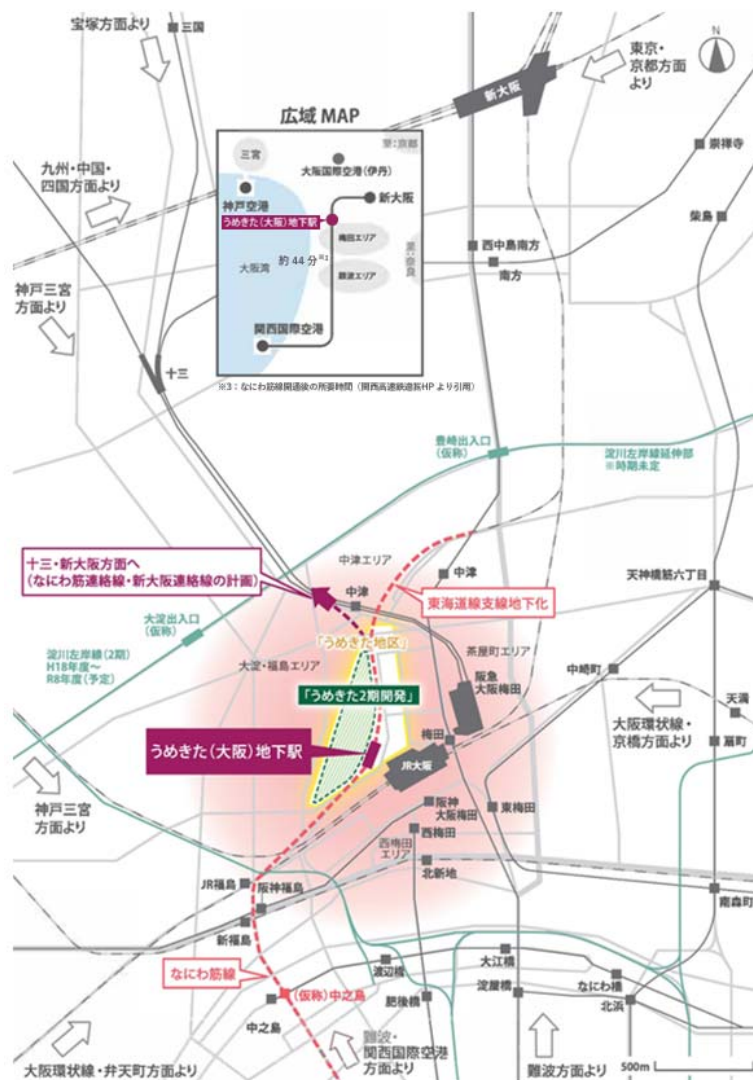 宝塚方面より
三国
東京・
京都方面
より
N
新大阪
広域 MAP
三宮
至:京都
大阪国際空港(伊丹)
神戸空港
新大阪
うめきた(大阪)地下駅
梅田エリア
大阪湾
約 44 分※3
難波エリア
至:奈良
関西国際空港
崇禅寺
九州・中国・
四国方面より
柴島
西中島南方
南方
神戸三宮
方面より
十三
※3:なにわ筋線開通後の所要時間(関西高速鉄道㈱HP より引用)
豊崎出入口
(仮称)
淀川左岸線延伸部
※時期未定
十三・新大阪方面へ
(なにわ筋連絡線・新大阪連絡線の計画)
中津エリア
中津
中津
天神橋筋六丁目
東海道線支線地下化
大淀出入口
(仮称)
「うめきた地区」
茶屋町エリア
淀川左岸線(2期)
H18年度~
R8年度(予定)
大淀・福島エリア
阪急
大阪梅田
中崎町
「うめきた2期開発」
天満
大阪環状線・
京橋方面より
扇町
うめきた(大阪)地下駅
梅田
JR大阪
神戸三宮
方面より
阪神
大阪梅田
東梅田
西梅田
西梅田
エリア
北新地
JR福島
阪神福島
南森町
新福島
なにわ筋線
渡辺橋
大江橋
(仮称)中之島
中之島
肥後橋
淀屋橋
なにわ橋
北浜
大阪環状線・弁天町方面より
難波・
関西国際空港
方面より
難波方面より
500m